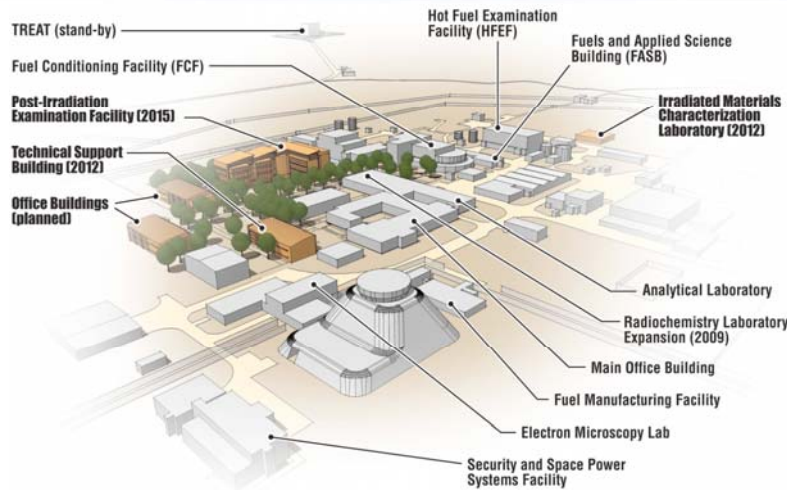 TREAT (stand-by)
Fuel Conditioning Facility (FCF)
Post-Irradiation
Examination Facility (2015)
Technical Support
Building (2012)
Office Buildings
(planned)
Hot Fuel Examination
Facility (HFEF)
Fuels and Applied Science
Building (FASB)
Irradiated Materials
Characterization
Laboratory (2012)
Analytical Laboratory
Radiochemistry Laboratory
Expansion (2009)
Main Office Building
Fuel Manufacturing Facility
Electron Microscopy Lab
Security and Space Power
Systems Facility